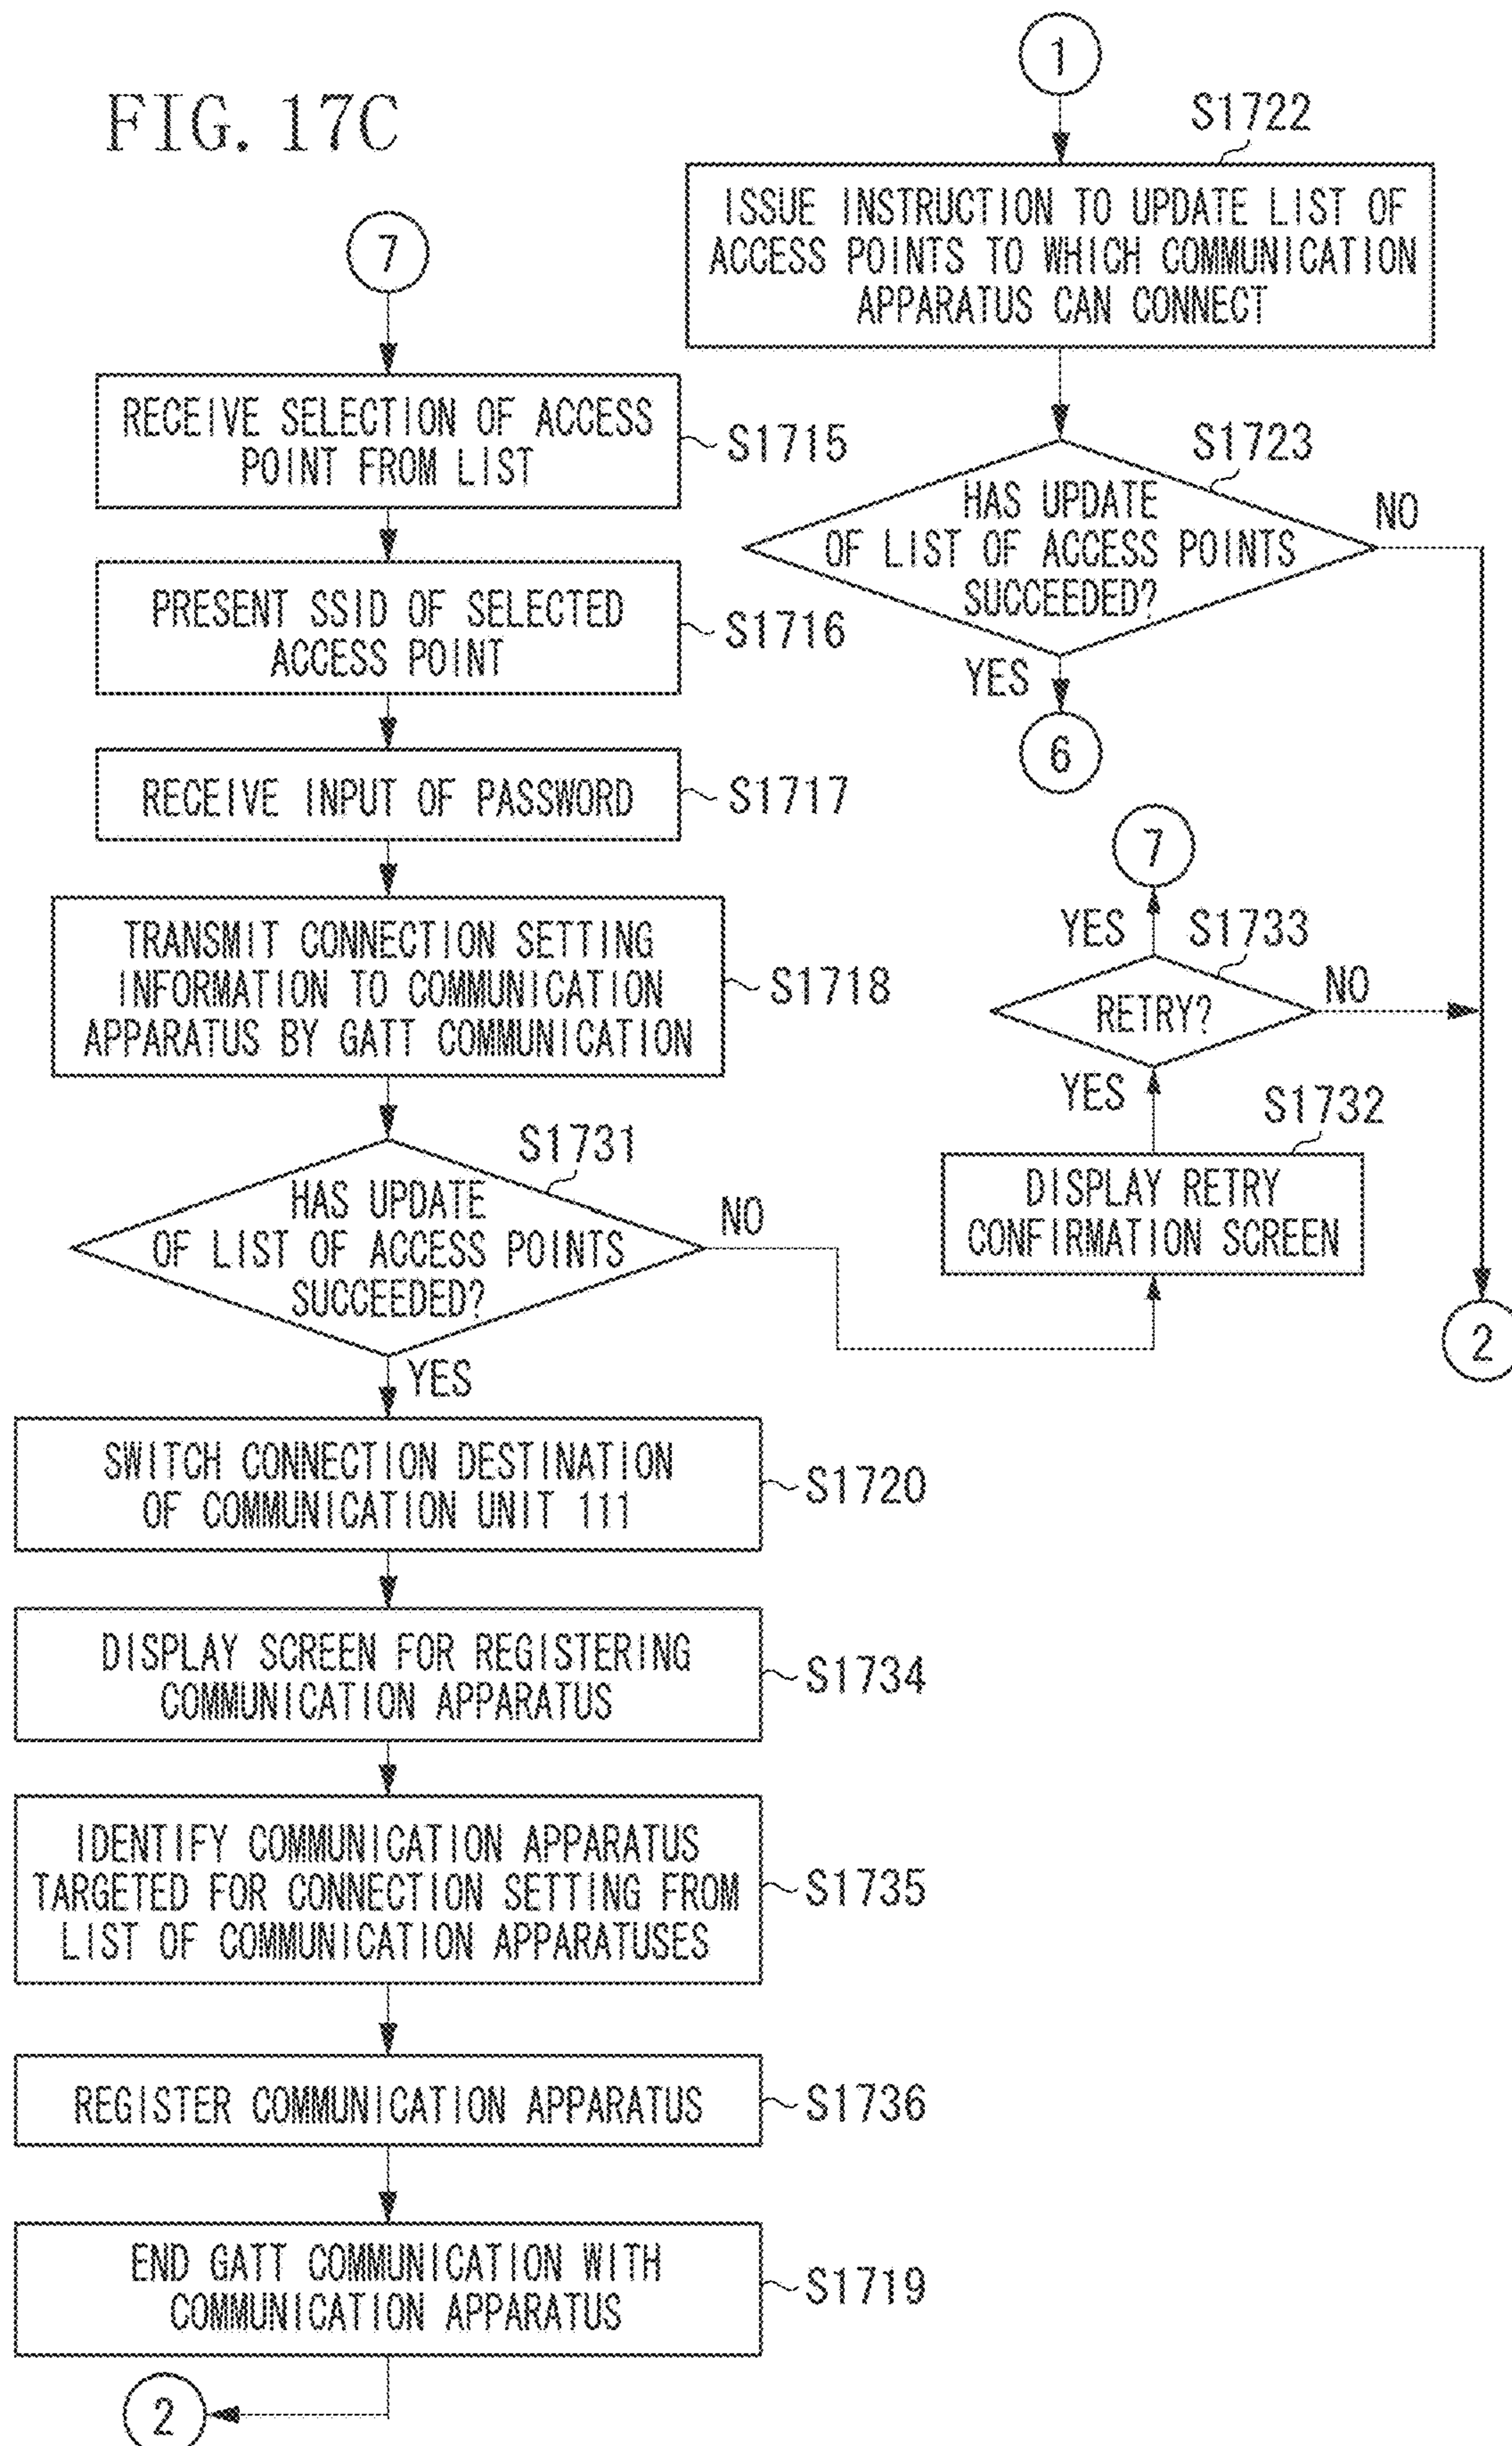 FIG. 17C
7
RECEIVE SELECTION OF ACCESS
POINT FROM LIST
S1715
PRESENT SSID OF SELECTED
ACCESS POINT
S1716
RECEIVE INPUT OF PASSWORD
S1717
TRANSMIT CONNECTION SETTING
INFORMATION TO COMMUNICATION
APPARATUS BY GATT COMMUNICATION
S1718
S1731
HAS UPDATE
OF LIST OF ACCESS POINTS
SUCCEEDED?
NO
YES
SWITCH CONNECTION DESTINATION
OF COMMUNICATION UNIT 111
S1720
DISPLAY SCREEN FOR REGISTERING
COMMUNICATION APPARATUS
S1734
IDENTIFY COMMUNICATION APPARATUS
TARGETED FOR CONNECTION SETTING FROM
LIST OF COMMUNICATION APPARATUSES
S1735
REGISTER COMMUNICATION APPARATUS
S1736
END GATT COMMUNICATION WITH
COMMUNICATION APPARATUS
S1719
2
1
S1722
ISSUE INSTRUCTION TO UPDATE LIST OF
ACCESS POINTS TO WHICH COMMUNICATION
APPARATUS CAN CONNECT
S1723
HAS UPDATE
OF LIST OF ACCESS POINTS
SUCCEEDED?
NO
YES
6
7
YES
S1733
RETRY?
NO
YES
S1732
DISPLAY RETRY
CONFIRMATION SCREEN
2